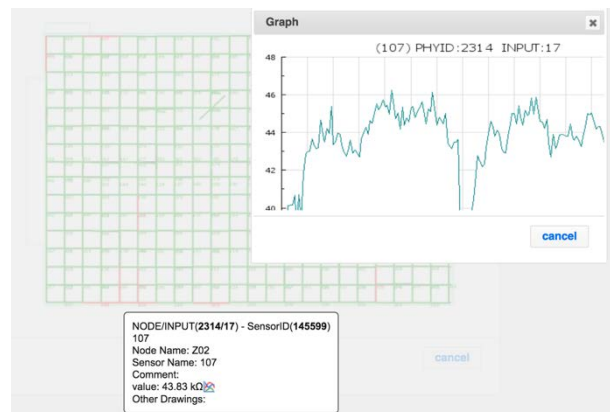 Graph
(107) PHYID:2314 INPUT:17
48
46
44
42
40
cancel
NODE/INPUT(2314/17) - SensorID(145599)
107
Node Name: Z02
Sensor Name: 107
Comment:
value: 43.83 kΩ
Other Drawings:
cancel